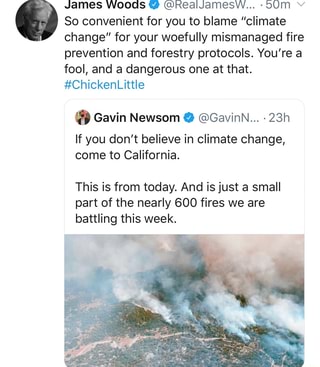 James Woods @RealJamesW... · 50m
So convenient for you to blame “climate
change” for your woefully mismanaged fire
prevention and forestry protocols. You’re a
fool, and a dangerous one at that.
#ChickenLittle
Gavin Newsom @GavinN... · 23h
If you don’t believe in climate change,
come to California.
This is from today. And is just a small
part of the nearly 600 fires we are
battling this week.